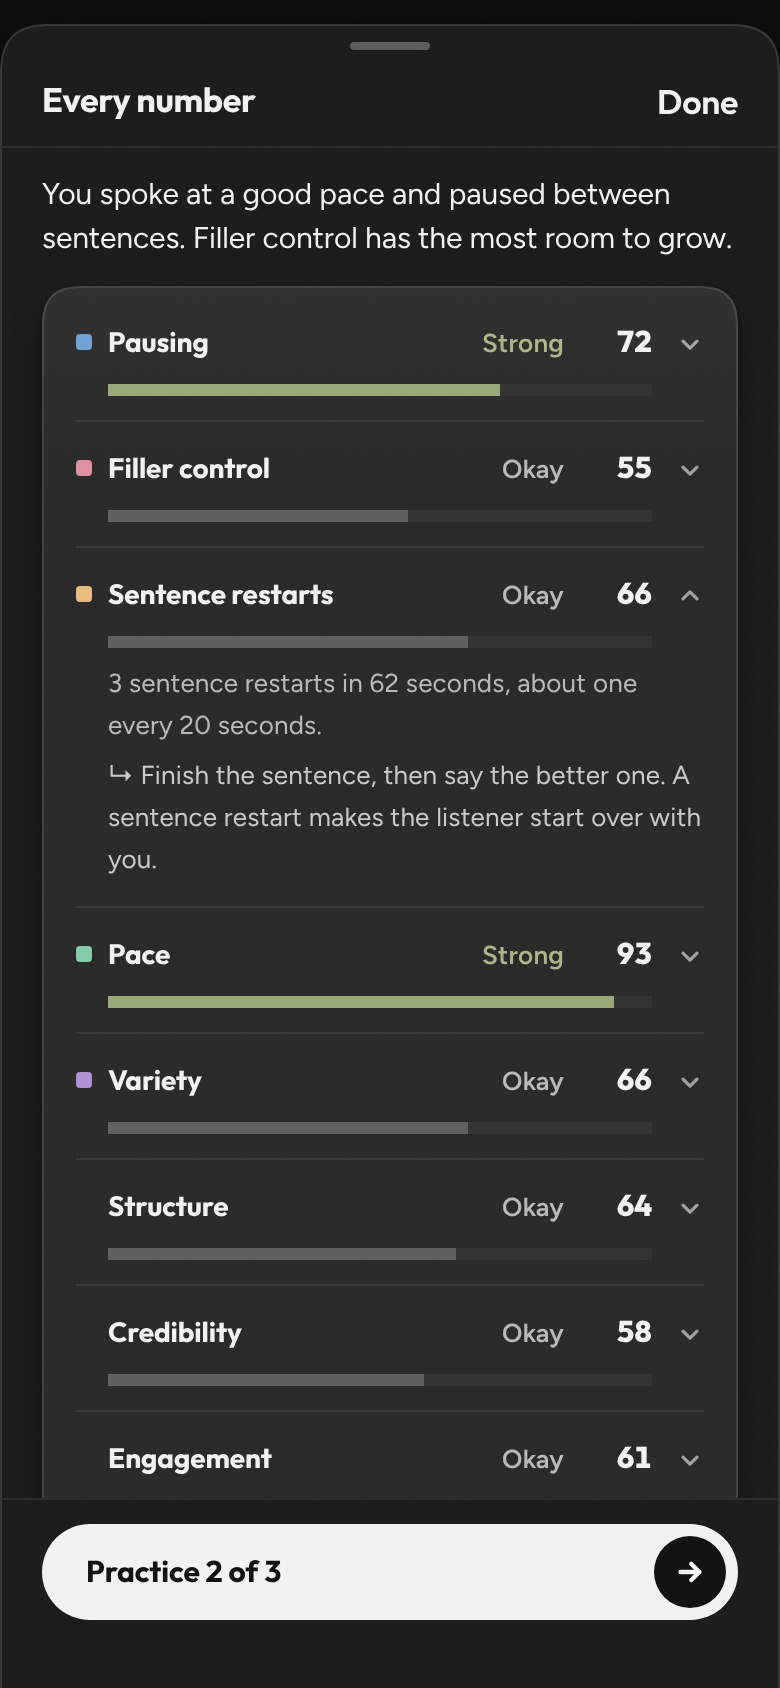 Every number
Done
You spoke at a good pace and paused between
sentences. Filler control has the most room to grow.
Pausing Strong 72
Filler control Okay 55
Sentence restarts Okay 66
3 sentence restarts in 62 seconds, about one
every 20 seconds.
↳ Finish the sentence, then say the better one. A
sentence restart makes the listener start over with
you.
Pace Strong 93
Variety Okay 66
Structure Okay 64
Credibility Okay 58
Engagement Okay 61
Practice 2 of 3